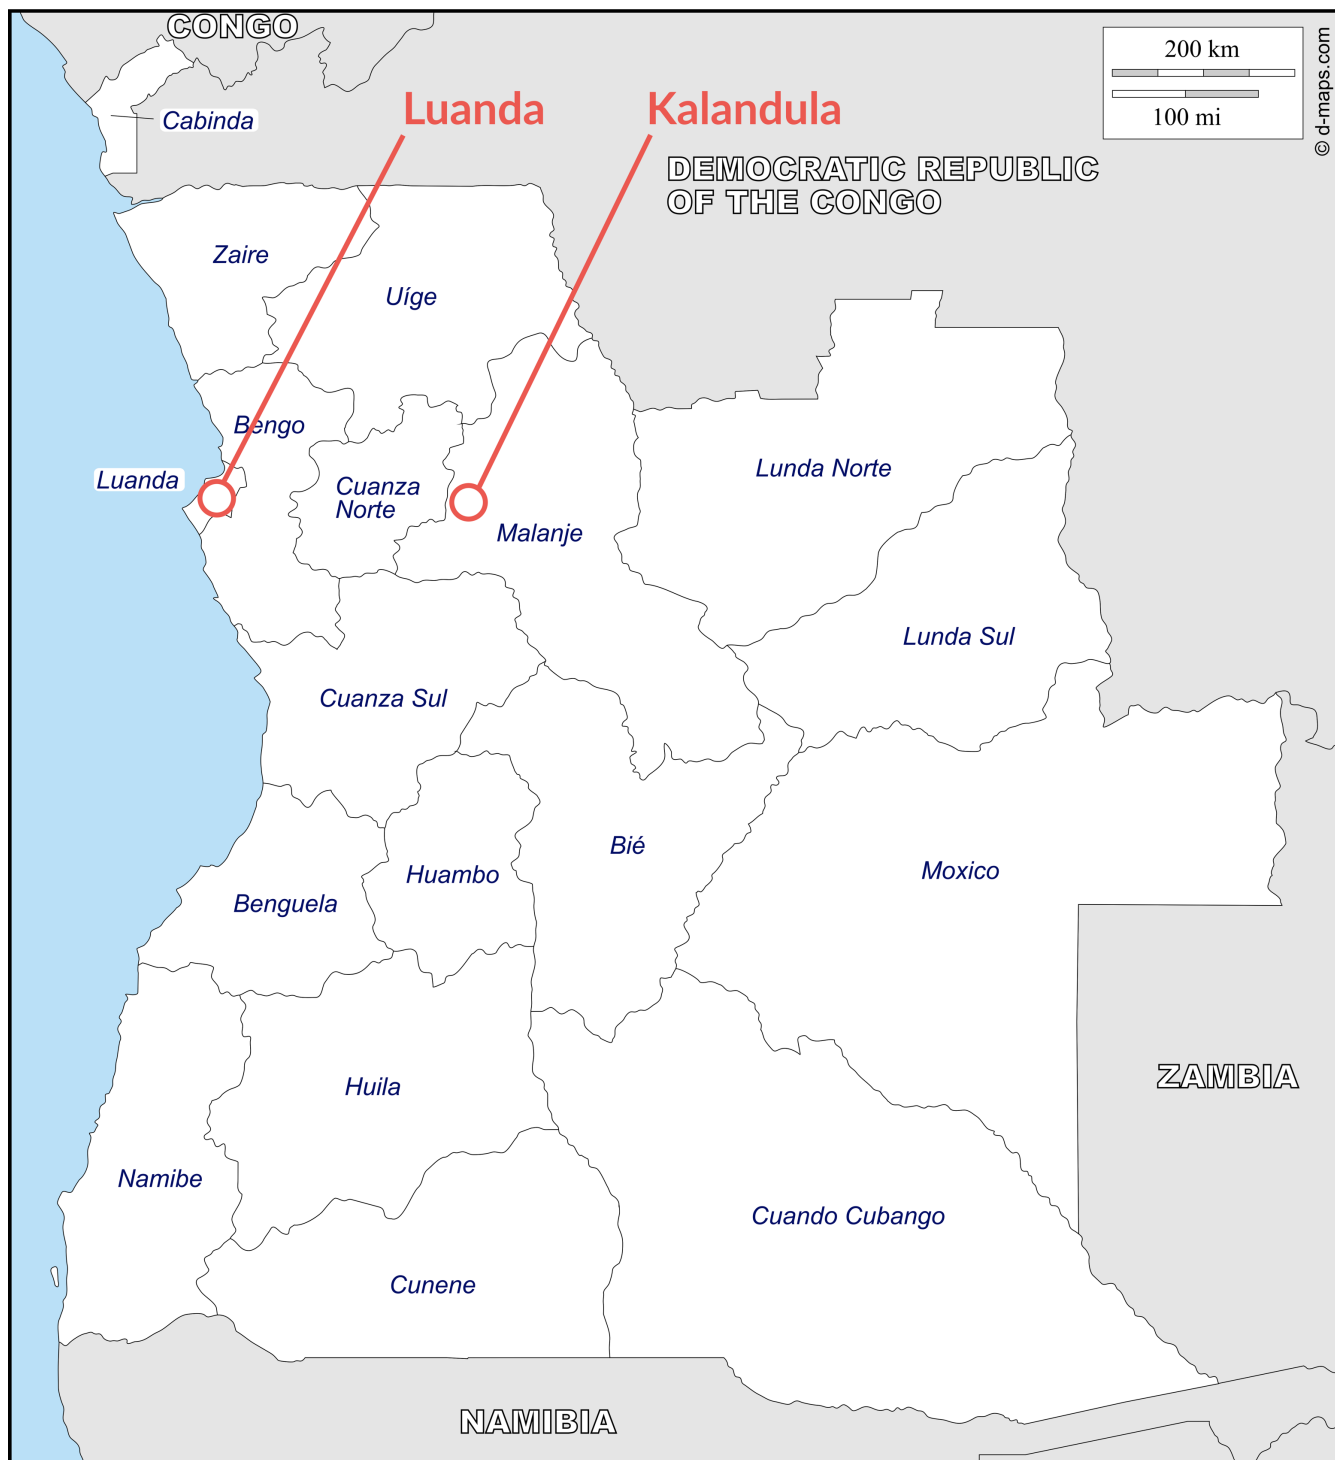 CONGO
200 km
100 mi
© d-maps.com
Luanda
Kalandula
Cabinda
DEMOCRATIC REPUBLIC
OF THE CONGO
Zaire
Uíge
Bengo
Luanda
Cuanza
Norte
Malanje
Lunda Norte
Lunda Sul
Cuanza Sul
Bié
Huambo
Moxico
Benguela
Huila
ZAMBIA
Namibe
Cuando Cubango
Cunene
NAMIBIA